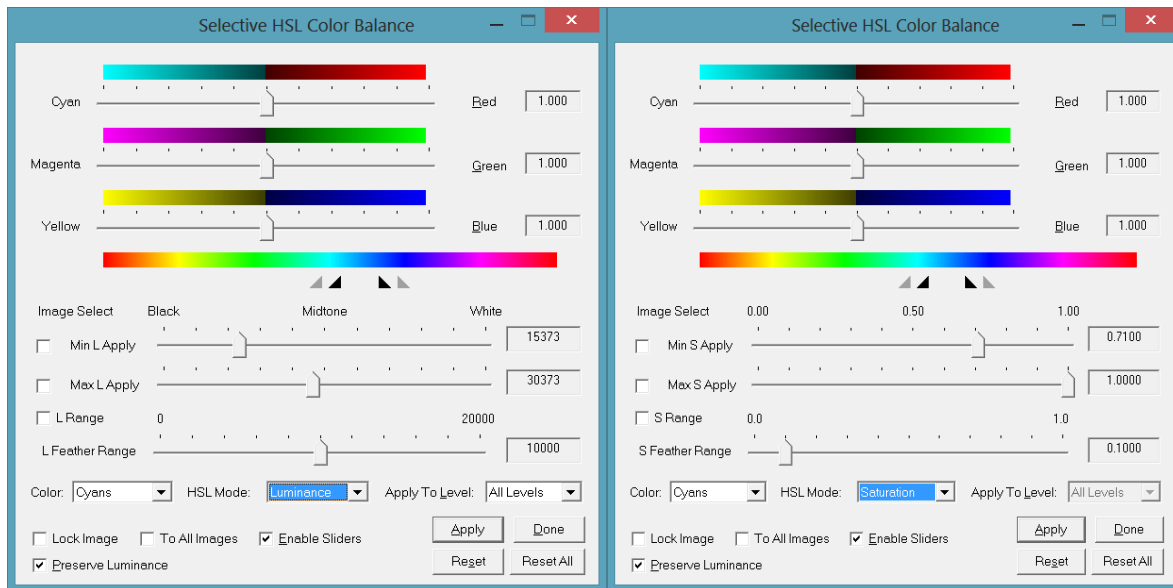 Selective HSL Color Balance
Cyan Red 1.000
Magenta Green 1.000
Yellow Blue 1.000
Image Select Black Midtone White
Min L Apply 15373
Max L Apply 30373
L Range 0 20000
L Feather Range 10000
Color: Cyans HSL Mode: Luminance Apply To Level: All Levels
Apply Done
Lock Image To All Images Enable Sliders
Preserve Luminance Reset Reset All
Selective HSL Color Balance
Cyan Red 1.000
Magenta Green 1.000
Yellow Blue 1.000
Image Select 0.00 0.50 1.00
Min S Apply 0.7100
Max S Apply 1.0000
S Range 0.0 1.0
S Feather Range 0.1000
Color: Cyans HSL Mode: Saturation Apply To Level: All Levels
Apply Done
Lock Image To All Images Enable Sliders
Preserve Luminance Reset Reset All